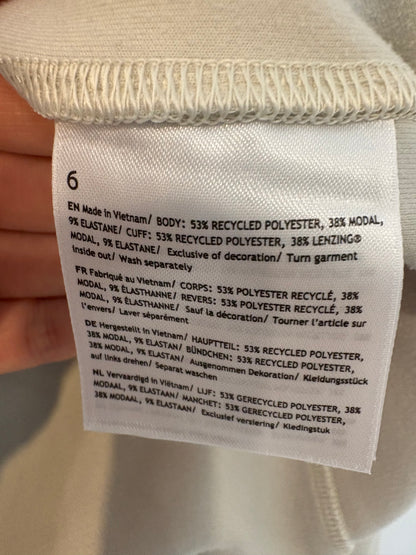 6
EN Made in Vietnam/ BODY: 53% RECYCLED POLYESTER, 38% MODAL,
9% ELASTANE/ CUFF: 53% RECYCLED POLYESTER, 38% LENZING®
MODAL, 9% ELASTANE/ Exclusive of decoration/ Turn garment
inside out/ Wash separately
FR Fabriqué au Vietnam/ CORPS: 53% POLYESTER RECYCLÉ, 38%
MODAL, 9% ÉLASTHANNE/ REVERS: 53% POLYESTER RECYCLÉ, 38%
MODAL, 9% ÉLASTHANNE/ Sauf la décoration/ Tourner l'article sur
l'envers/ Laver séparément
DE Hergestellt in Vietnam/ HAUPTTEIL: 53% RECYCLED POLYESTER,
38% MODAL, 9% ELASTAN/ BÜNDCHEN: 53% RECYCLED POLYESTER,
38% MODAL, 9% ELASTAN/ Ausgenommen Dekoration/ Kleidungsstück
auf links drehen/ Separat waschen
NL Vervaardigd in Vietnam/ LIJF: 53% GERECYCLED POLYESTER, 38%
MODAAL, 9% ELASTAAN/ MANCHET: 53% GERECYCLED POLYESTER,
38% MODAAL, 9% ELASTAAN/ Exclusief versiering/ Kledingstuk